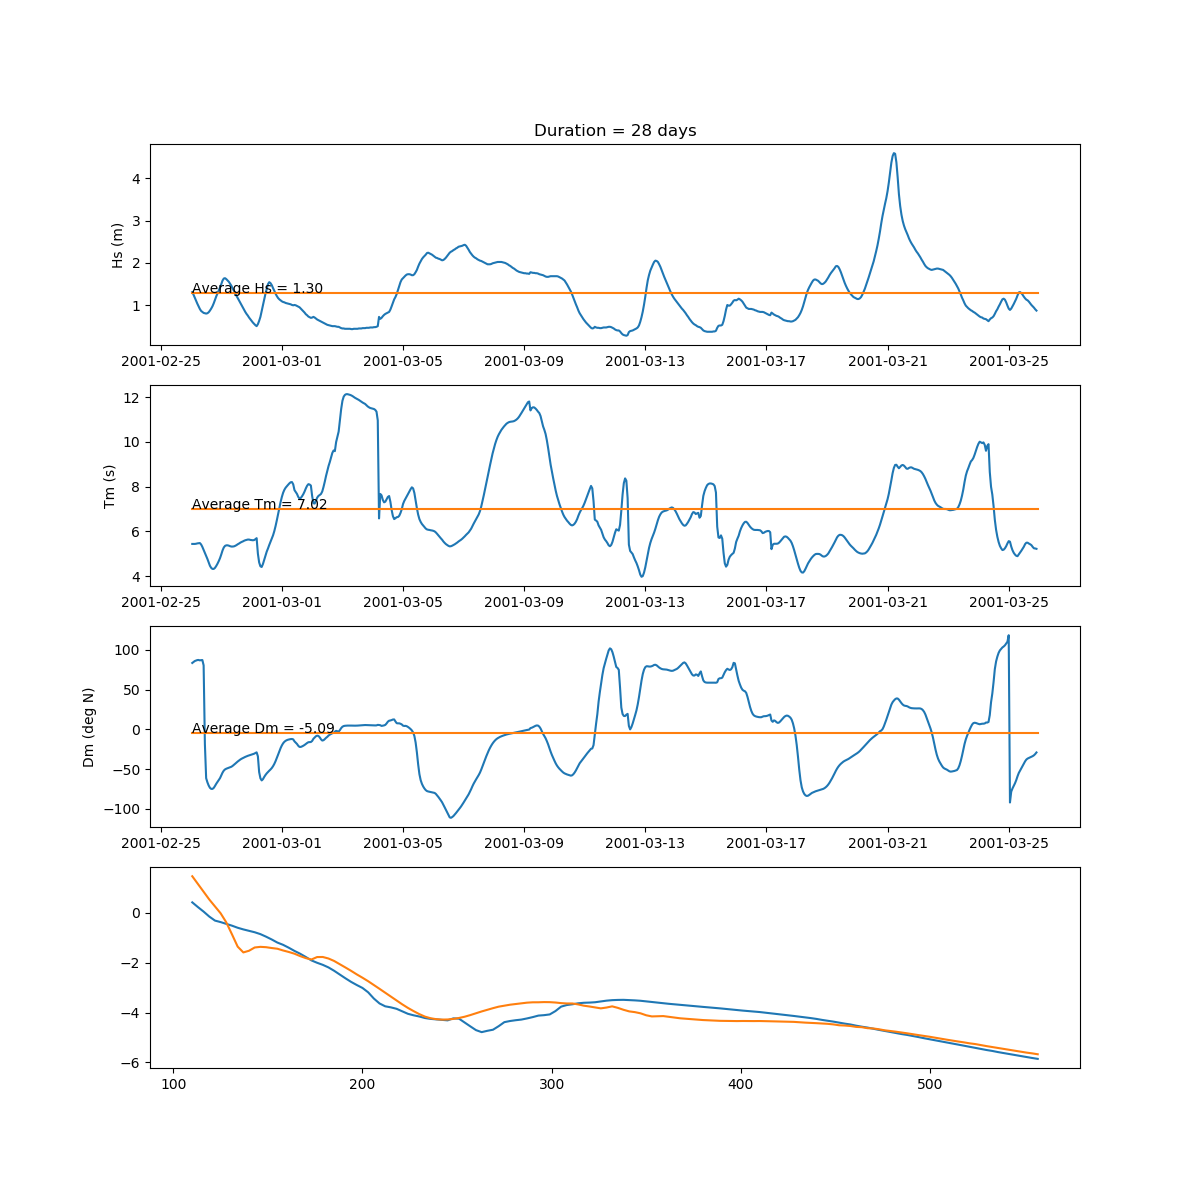 Duration = 28 days
Hs (m)
4
3
2
1
Average Hs = 1.30
2001-02-25 2001-03-01 2001-03-05 2001-03-09 2001-03-13 2001-03-17 2001-03-21 2001-03-25
Tm (s)
12
10
8
6
4
Average Tm = 7.02
2001-02-25 2001-03-01 2001-03-05 2001-03-09 2001-03-13 2001-03-17 2001-03-21 2001-03-25
Dm (deg N)
100
50
0
−50
−100
Average Dm = -5.09
2001-02-25 2001-03-01 2001-03-05 2001-03-09 2001-03-13 2001-03-17 2001-03-21 2001-03-25
0
−2
−4
−6
100 200 300 400 500